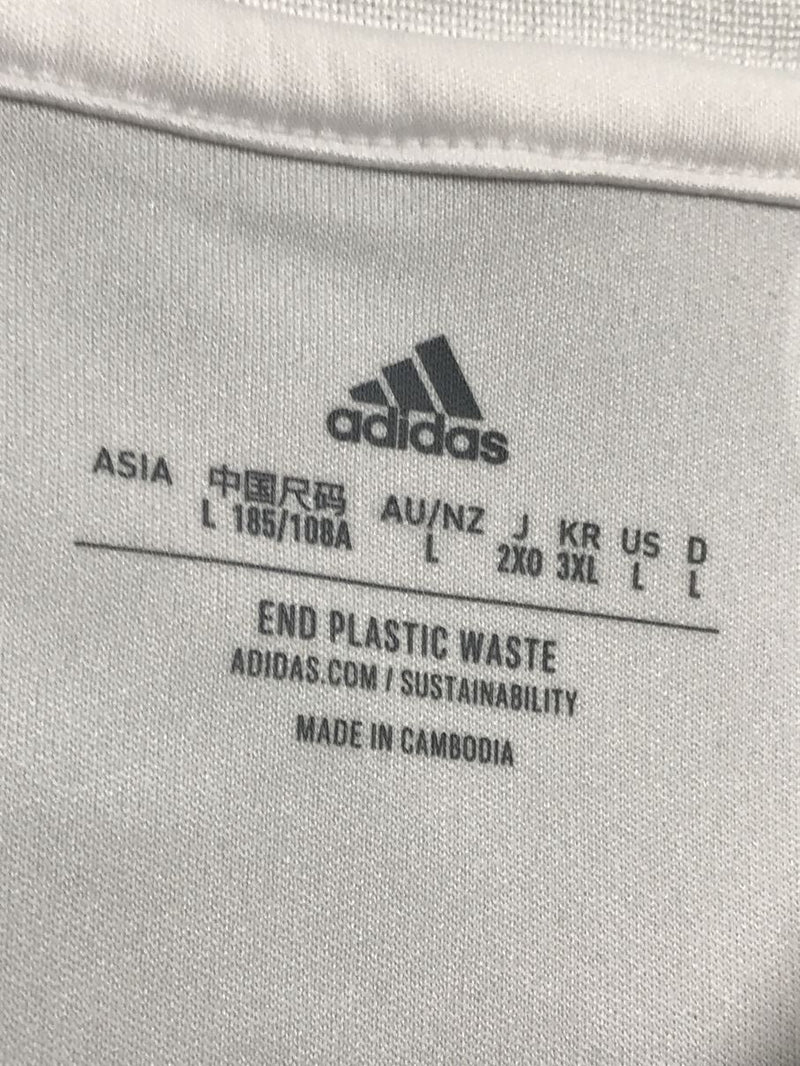 adidas
ASIA 中国尺码 AU/NZ J KR US D
L 185/108A L 2XO 3XL L L
END PLASTIC WASTE
ADIDAS.COM / SUSTAINABILITY
MADE IN CAMBODIA